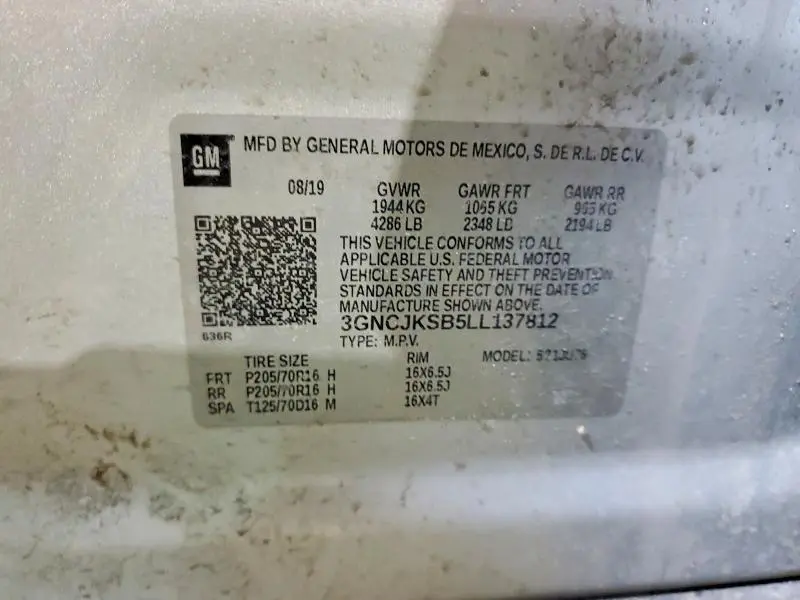 GM
MFD BY GENERAL MOTORS DE MEXICO, S. DE R.L. DE C.V.
08/19 GVWR GAWR FRT GAWR RR
1944 KG 1065 KG KG
4286 LB 2348 LB 2194 LB
THIS VEHICLE CONFORMS TO ALL
APPLICABLE U.S. FEDERAL MOTOR
VEHICLE SAFETY AND THEFT PREVENTION
STANDARDS IN EFFECT ON THE DATE OF
MANUFACTURE SHOWN ABOVE.
3GNCJKSB5LL137812
636R
TYPE: M.P.V. MODEL:
TIRE SIZE RIM
FRT P205/70R16 H 16X6.5J
RR P205/70R16 H 16X6.5J
SPA T125/70D16 M 16X4T